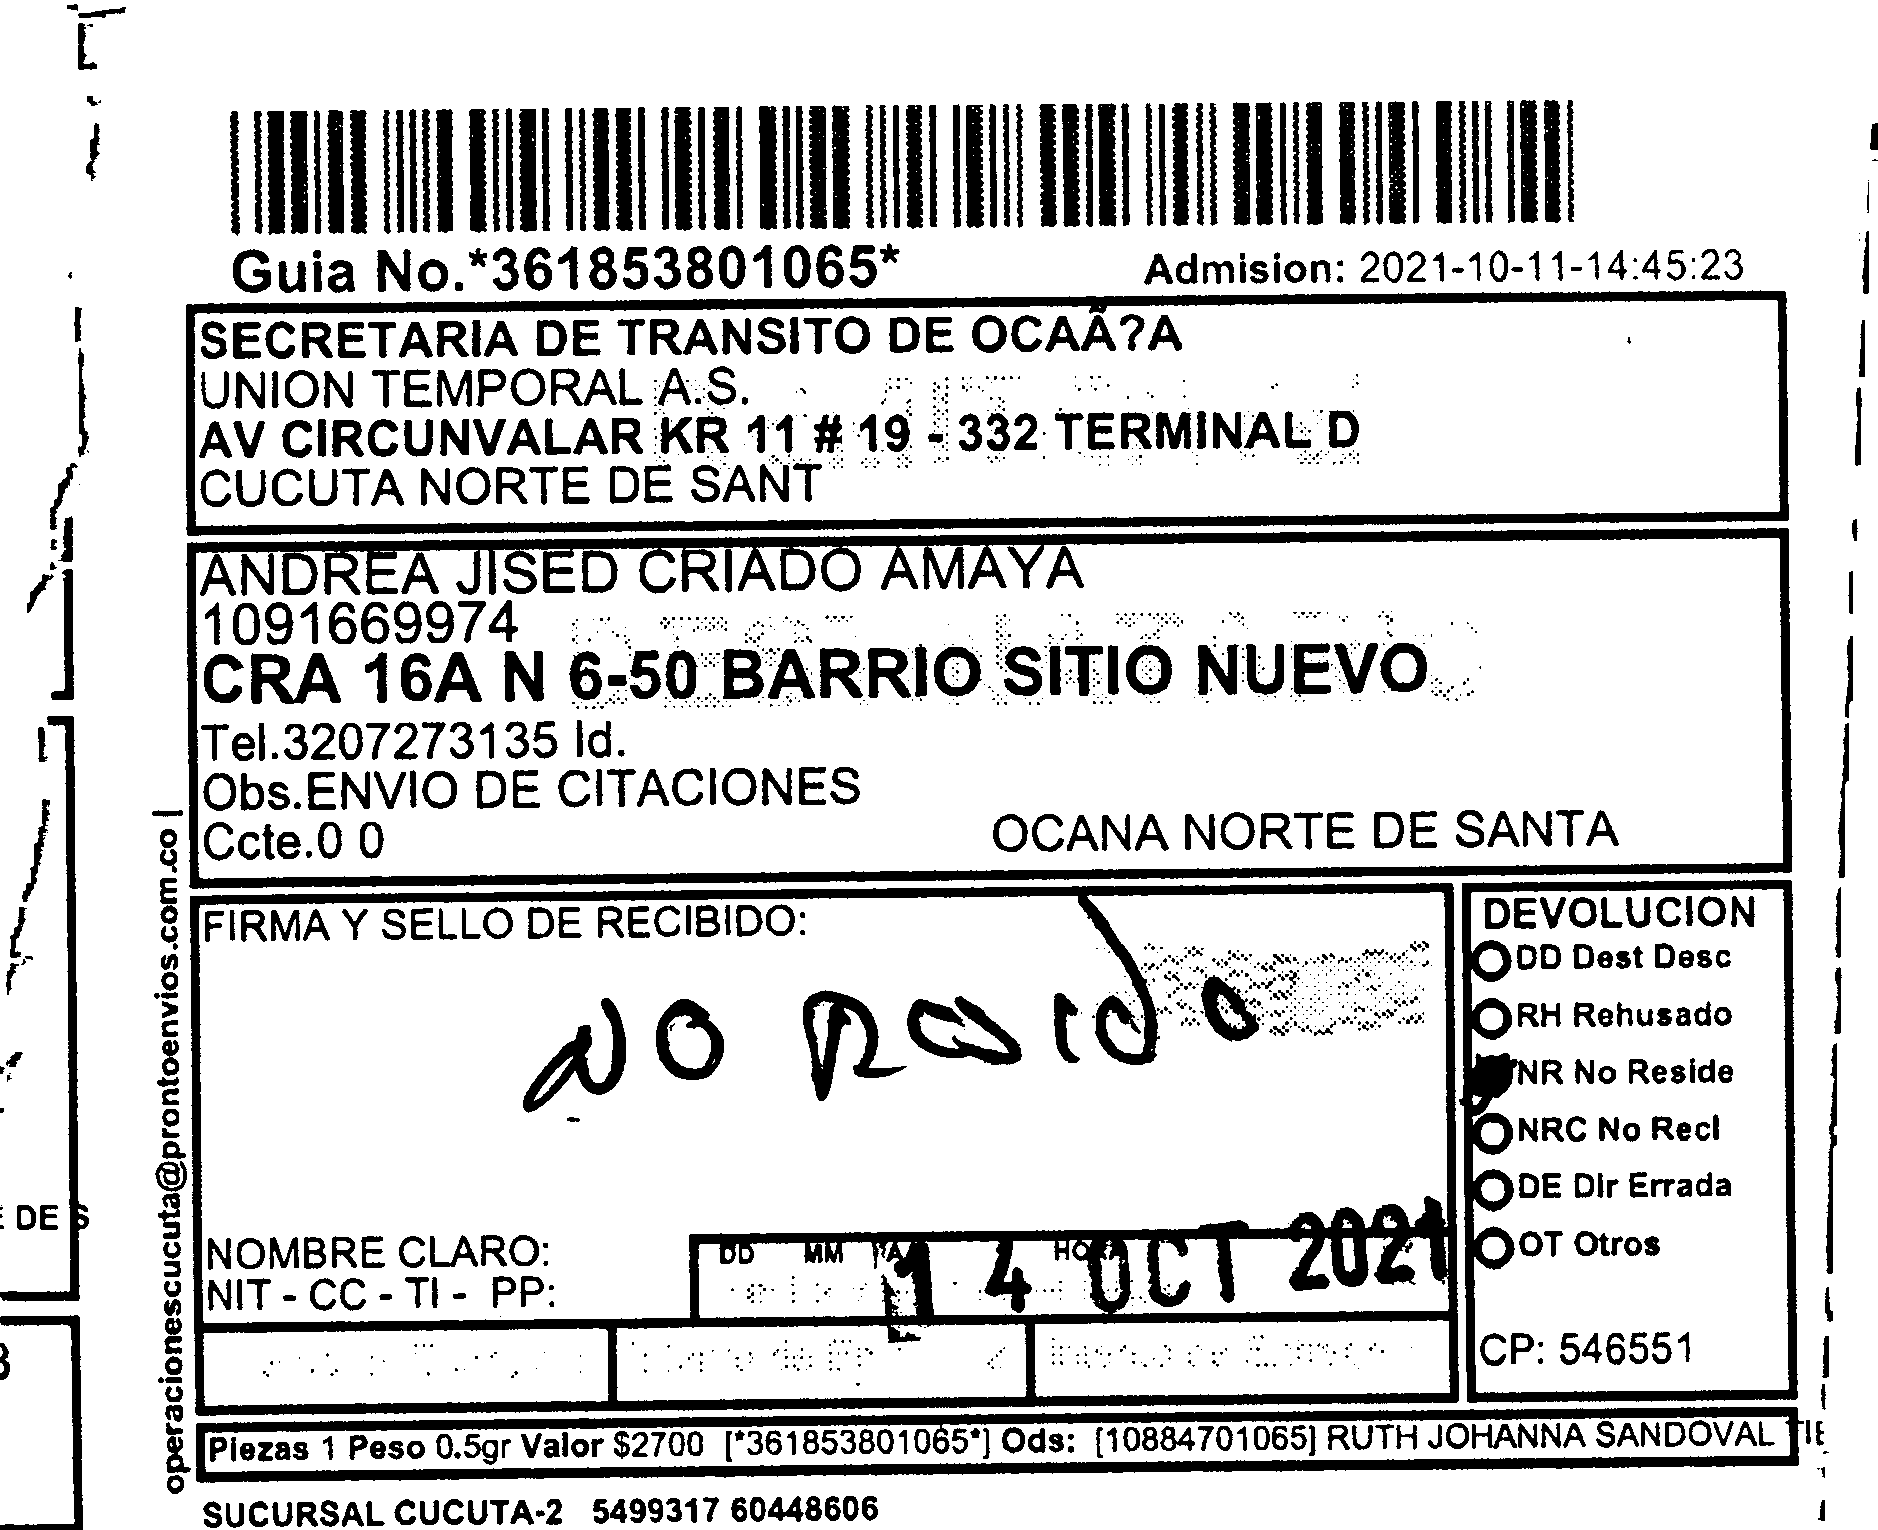 Guia No.*361853801065*
Admision: 2021-10-11-14:45:23
SECRETARIA DE TRANSITO DE OCAÃ?A
UNION TEMPORAL A.S.
AV CIRCUNVALAR KR 11 # 19 - 332 TERMINAL D
CUCUTA NORTE DE SANT
ANDREA JISED CRIADO AMAYA
1091669974
CRA 16A N 6-50 BARRIO SITIO NUEVO
Tel.3207273135 Id.
Obs.ENVIO DE CITACIONES
Ccte.0 0
OCANA NORTE DE SANTA
operacionescucuta@prontoenvios.com.co |
FIRMA Y SELLO DE RECIBIDO:
NO
DEVOLUCION
DD Dest Desc
RH Rehusado
NR No Reside
NRC No Recl
DE Dir Errada
OT Otros
CP: 546551
NOMBRE CLARO:
NIT - CC - TI - PP:
DD MM HORA
14 OCT 2021
Piezas 1 Peso 0.5gr Valor $2700 [*361853801065*] Ods: [10884701065] RUTH JOHANNA SANDOVAL TIE
SUCURSAL CUCUTA-2 5499317 60448606
DE S